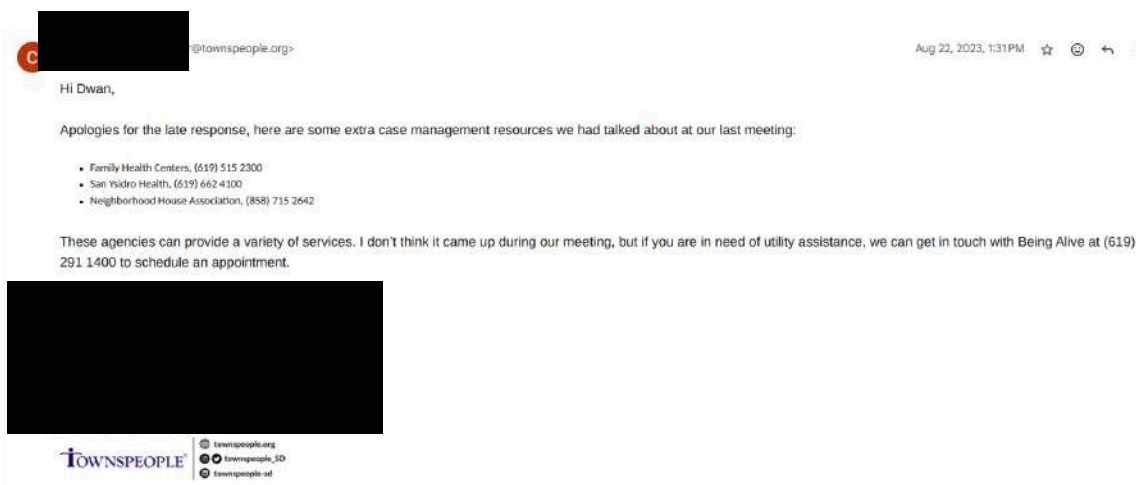 C
r@townspeople.org>
Aug 22, 2023, 1:31 PM
Hi Dwan,
Apologies for the late response, here are some extra case management resources we had talked about at our last meeting:
• Family Health Centers, (619) 515 2300
• San Ysidro Health, (619) 662 4100
• Neighborhood House Association, (858) 715 2642
These agencies can provide a variety of services. I don't think it came up during our meeting, but if you are in need of utility assistance, we can get in touch with Being Alive at (619)
291 1400 to schedule an appointment.
TOWNSPEOPLE®
townspeople.org
townspeople_SD
townspeople-sd